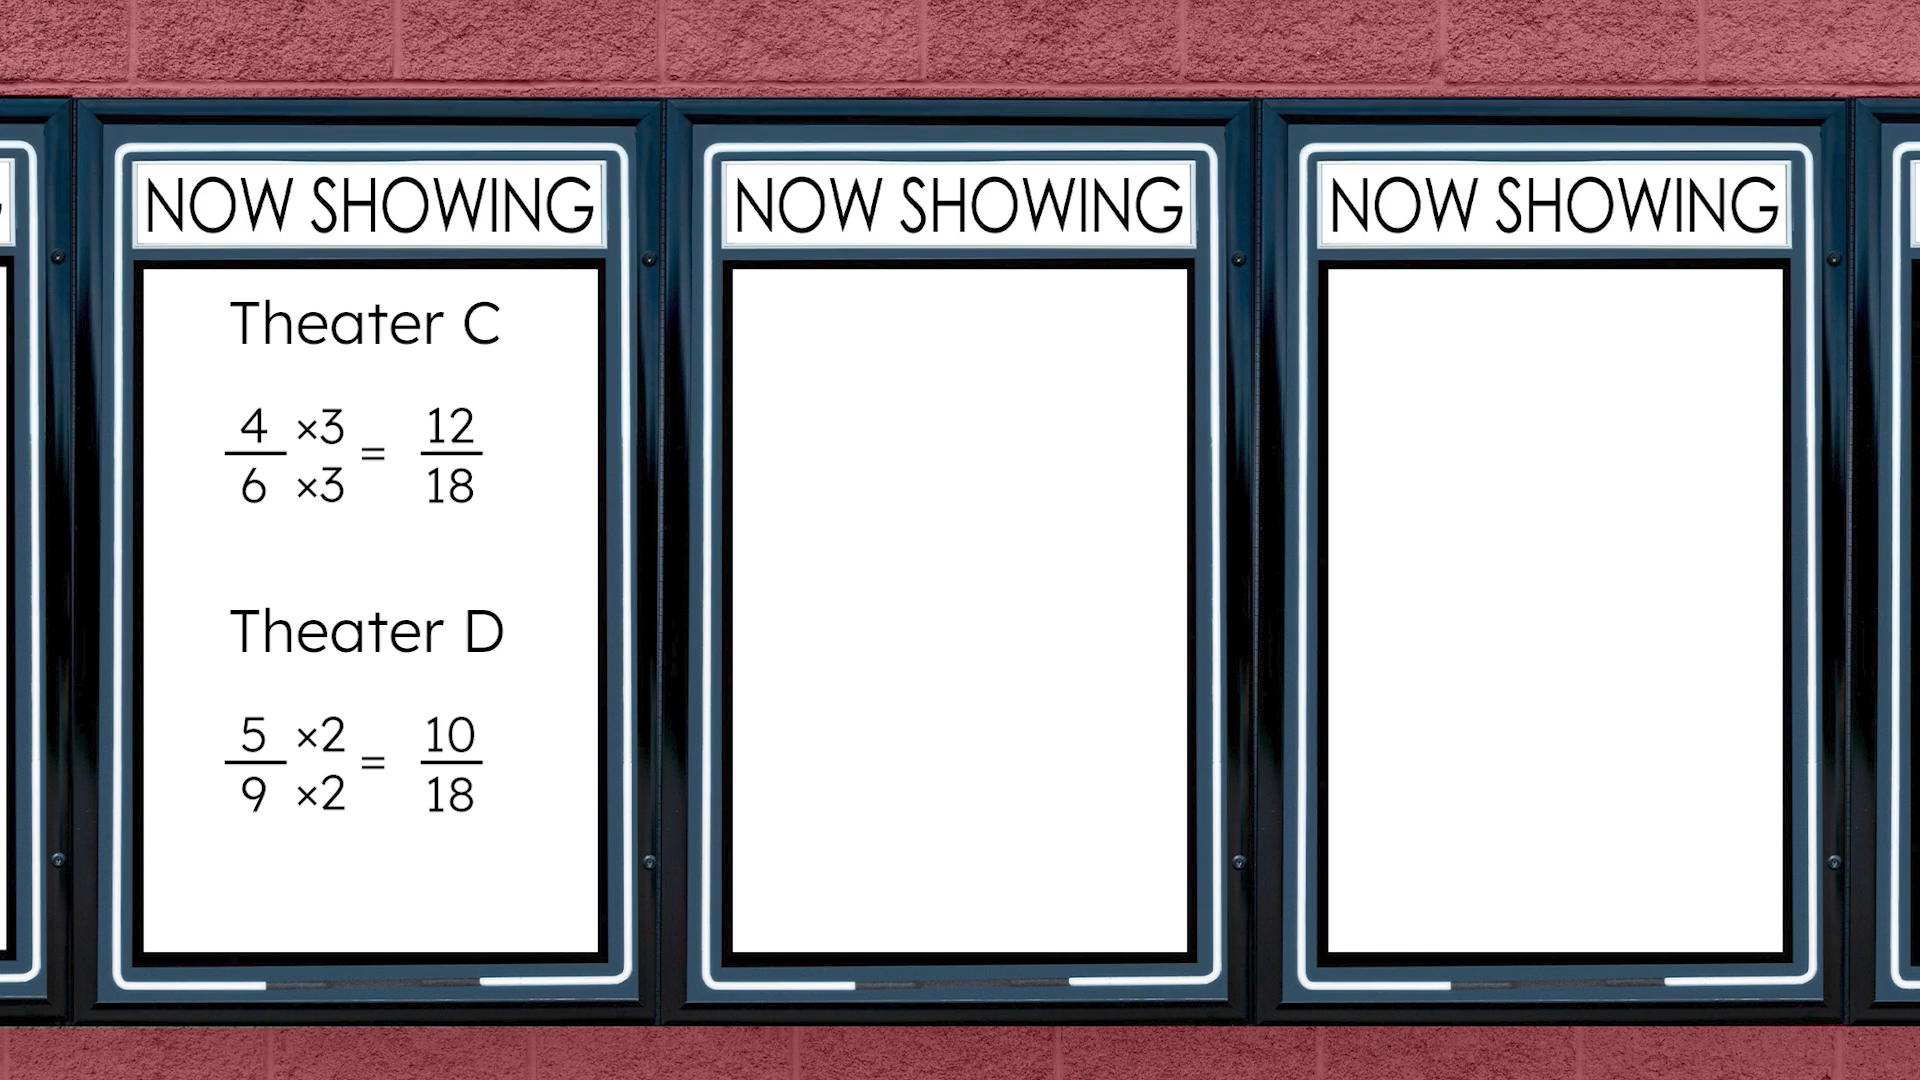 NOW SHOWING
Theater C
4 ×3 = 12
6 ×3 18
Theater D
5 ×2 = 10
9 ×2 18
NOW SHOWING
NOW SHOWING